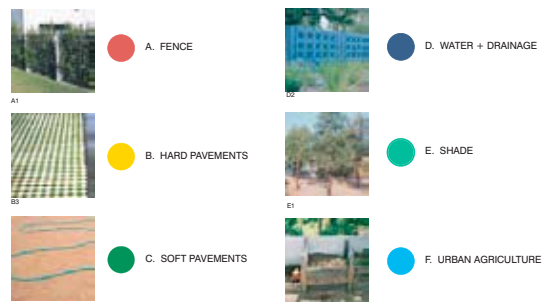 A. FENCE
A1
B. HARD PAVEMENTS
B3
C. SOFT PAVEMENTS
D. WATER + DRAINAGE
D2
E. SHADE
E1
F. URBAN AGRICULTURE